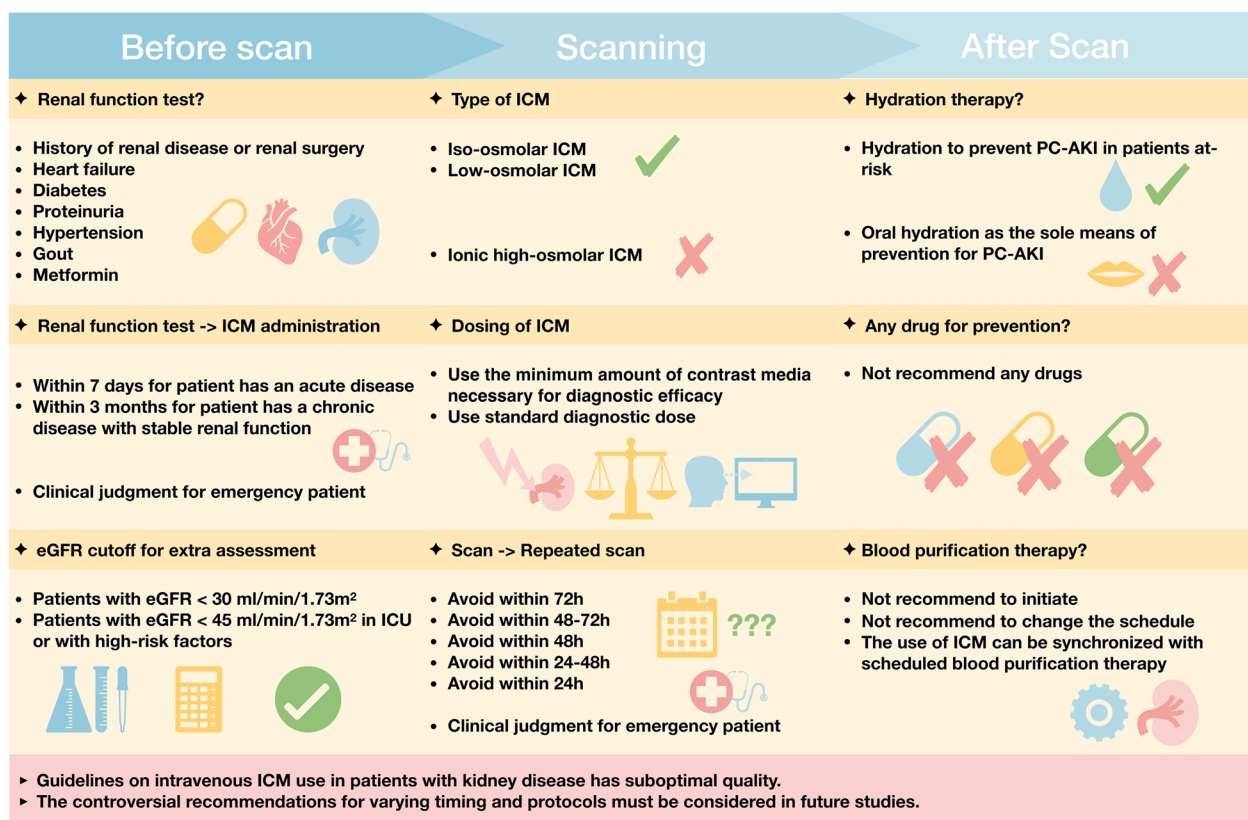 Before scan
Scanning
After Scan
✦ Renal function test?
• History of renal disease or renal surgery
• Heart failure
• Diabetes
• Proteinuria
• Hypertension
• Gout
• Metformin
✦ Type of ICM
• Iso-osmolar ICM
• Low-osmolar ICM
• Ionic high-osmolar ICM
✦ Hydration therapy?
• Hydration to prevent PC-AKI in patients at-
risk
• Oral hydration as the sole means of
prevention for PC-AKI
✦ Renal function test -> ICM administration
• Within 7 days for patient has an acute disease
• Within 3 months for patient has a chronic
disease with stable renal function
• Clinical judgment for emergency patient
✦ Dosing of ICM
• Use the minimum amount of contrast media
necessary for diagnostic efficacy
• Use standard diagnostic dose
✦ Any drug for prevention?
• Not recommend any drugs
✦ eGFR cutoff for extra assessment
• Patients with eGFR < 30 ml/min/1.73m²
• Patients with eGFR < 45 ml/min/1.73m² in ICU
or with high-risk factors
✦ Scan -> Repeated scan
• Avoid within 72h
• Avoid within 48-72h
• Avoid within 48h
• Avoid within 24-48h
• Avoid within 24h
???
• Clinical judgment for emergency patient
✦ Blood purification therapy?
• Not recommend to initiate
• Not recommend to change the schedule
• The use of ICM can be synchronized with
scheduled blood purification therapy
▸ Guidelines on intravenous ICM use in patients with kidney disease has suboptimal quality.
▸ The controversial recommendations for varying timing and protocols must be considered in future studies.